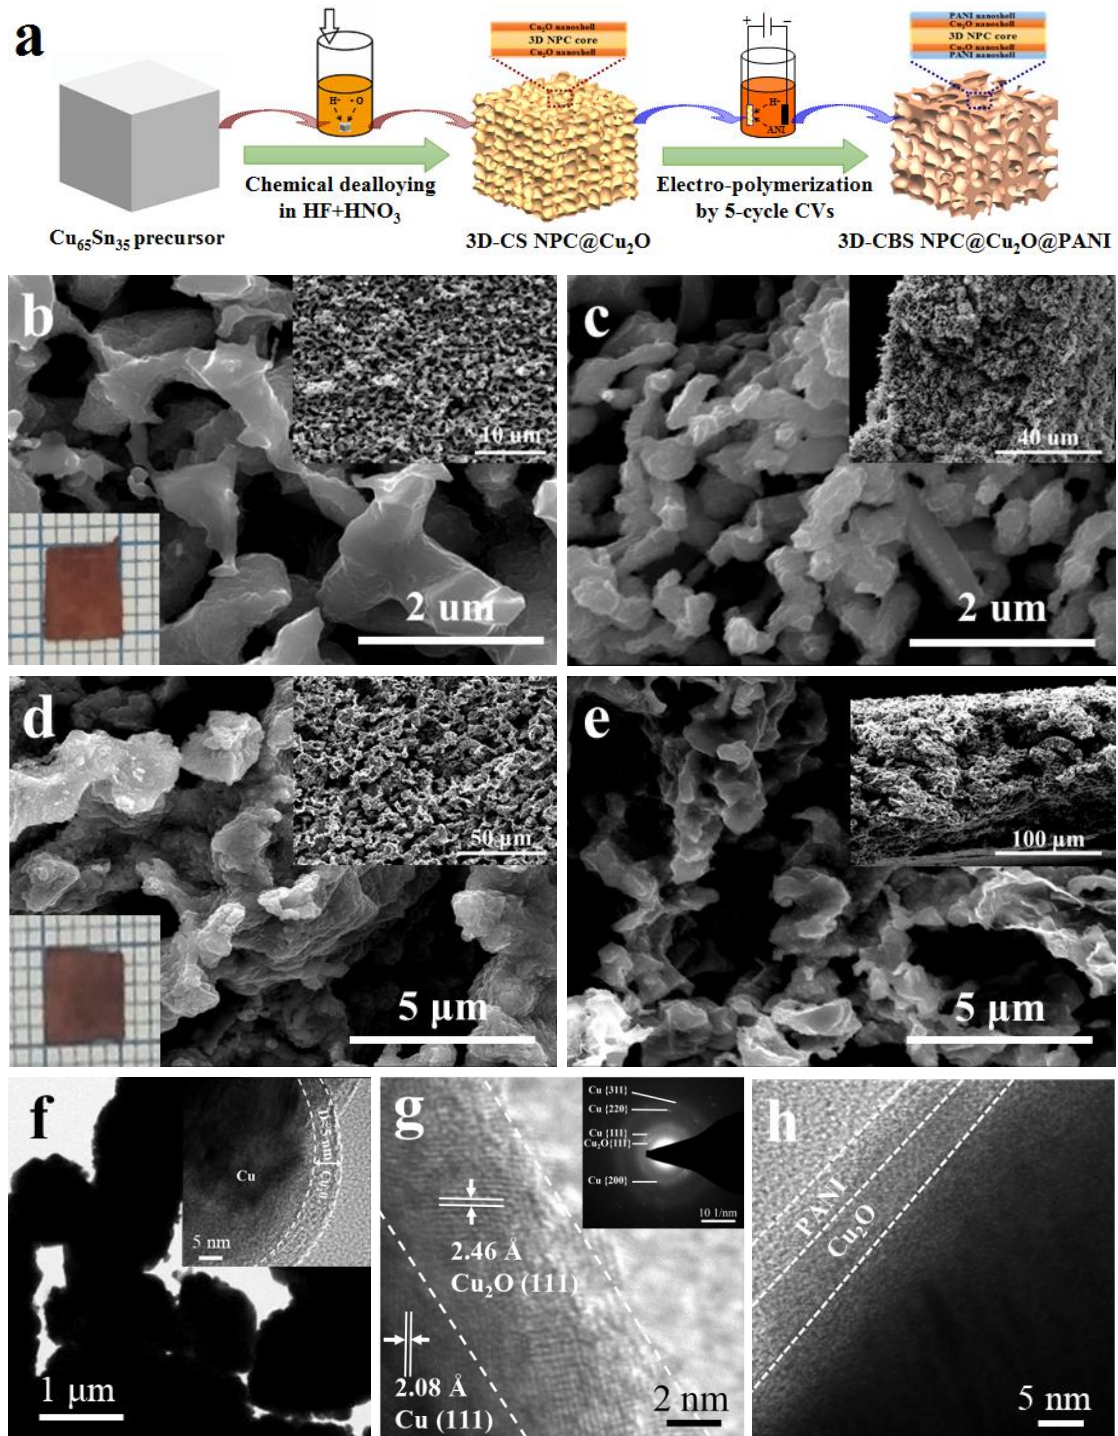 a
Cu₂O nanoshell
3D NPC core
Cu₂O nanoshell
PANI nanoshell
Cu₂O nanoshell
3D NPC core
Cu₂O nanoshell
PANI nanoshell
H⁺
O
+
−
H⁺
ANI
Chemical dealloying
in HF+HNO₃
Electro-polymerization
by 5-cycle CVs
Cu₆₅Sn₃₅ precursor
3D-CS NPC@Cu₂O
3D-CBS NPC@Cu₂O@PANI
b
10 um
2 um
c
40 um
2 um
d
50 µm
5 µm
e
100 µm
5 µm
f
Cu
Cu₂O
5 nm
1 µm
g
Cu {311}
Cu {220}
Cu {111}
Cu₂O{111}
Cu {200}
10 1/nm
2.46 Å
Cu₂O (111)
2.08 Å
Cu (111)
2 nm
h
PANI
Cu₂O
5 nm